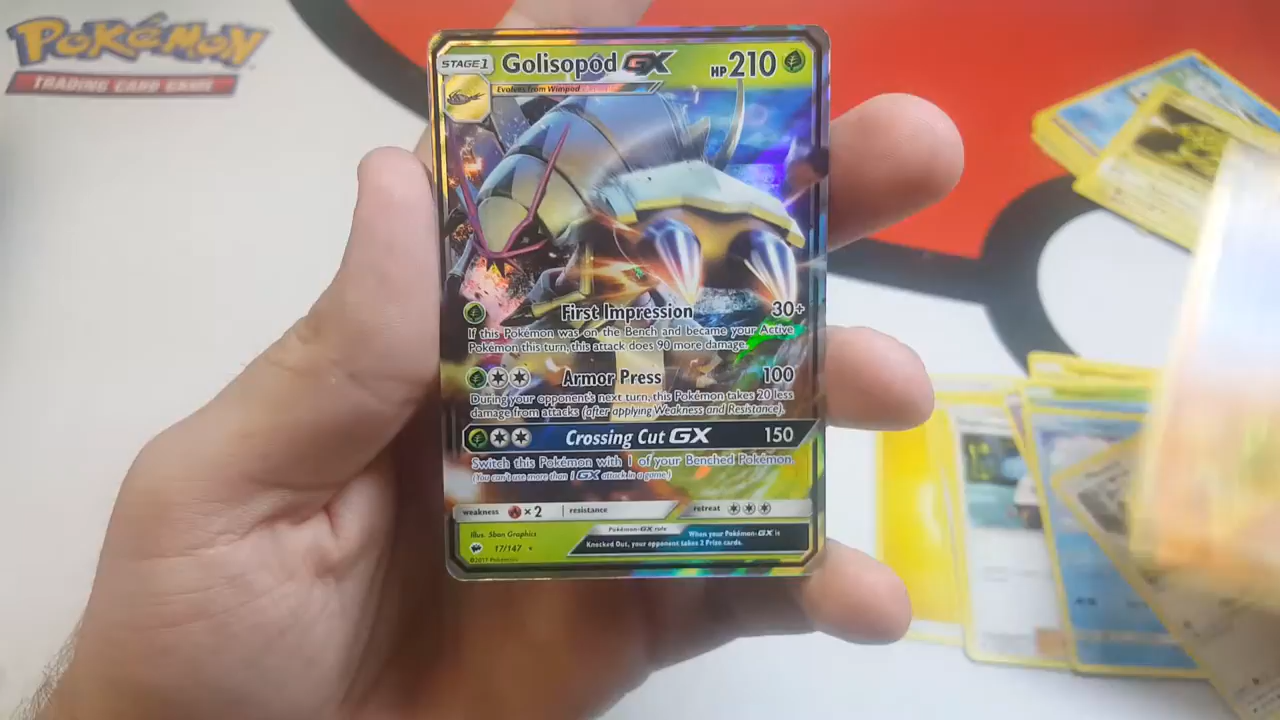 Pokémon
TRADING CARD GAME
STAGE 1
Golisopod GX
HP 210
Evolves from Wimpod
First Impression 30+
If this Pokémon was on the Bench and became your Active
Pokémon this turn, this attack does 90 more damage.
Armor Press 100
During your opponent's next turn, this Pokémon takes 20 less
damage from attacks (after applying Weakness and Resistance).
Crossing Cut GX 150
Switch this Pokémon with 1 of your Benched Pokémon.
(You can't use more than 1 GX attack in a game.)
weakness ×2 resistance retreat
Illus. 5ban Graphics
Pokémon-GX rule
When your Pokémon-GX is
Knocked Out, your opponent takes 2 Prize cards.
17/147
©2017 Pokémon